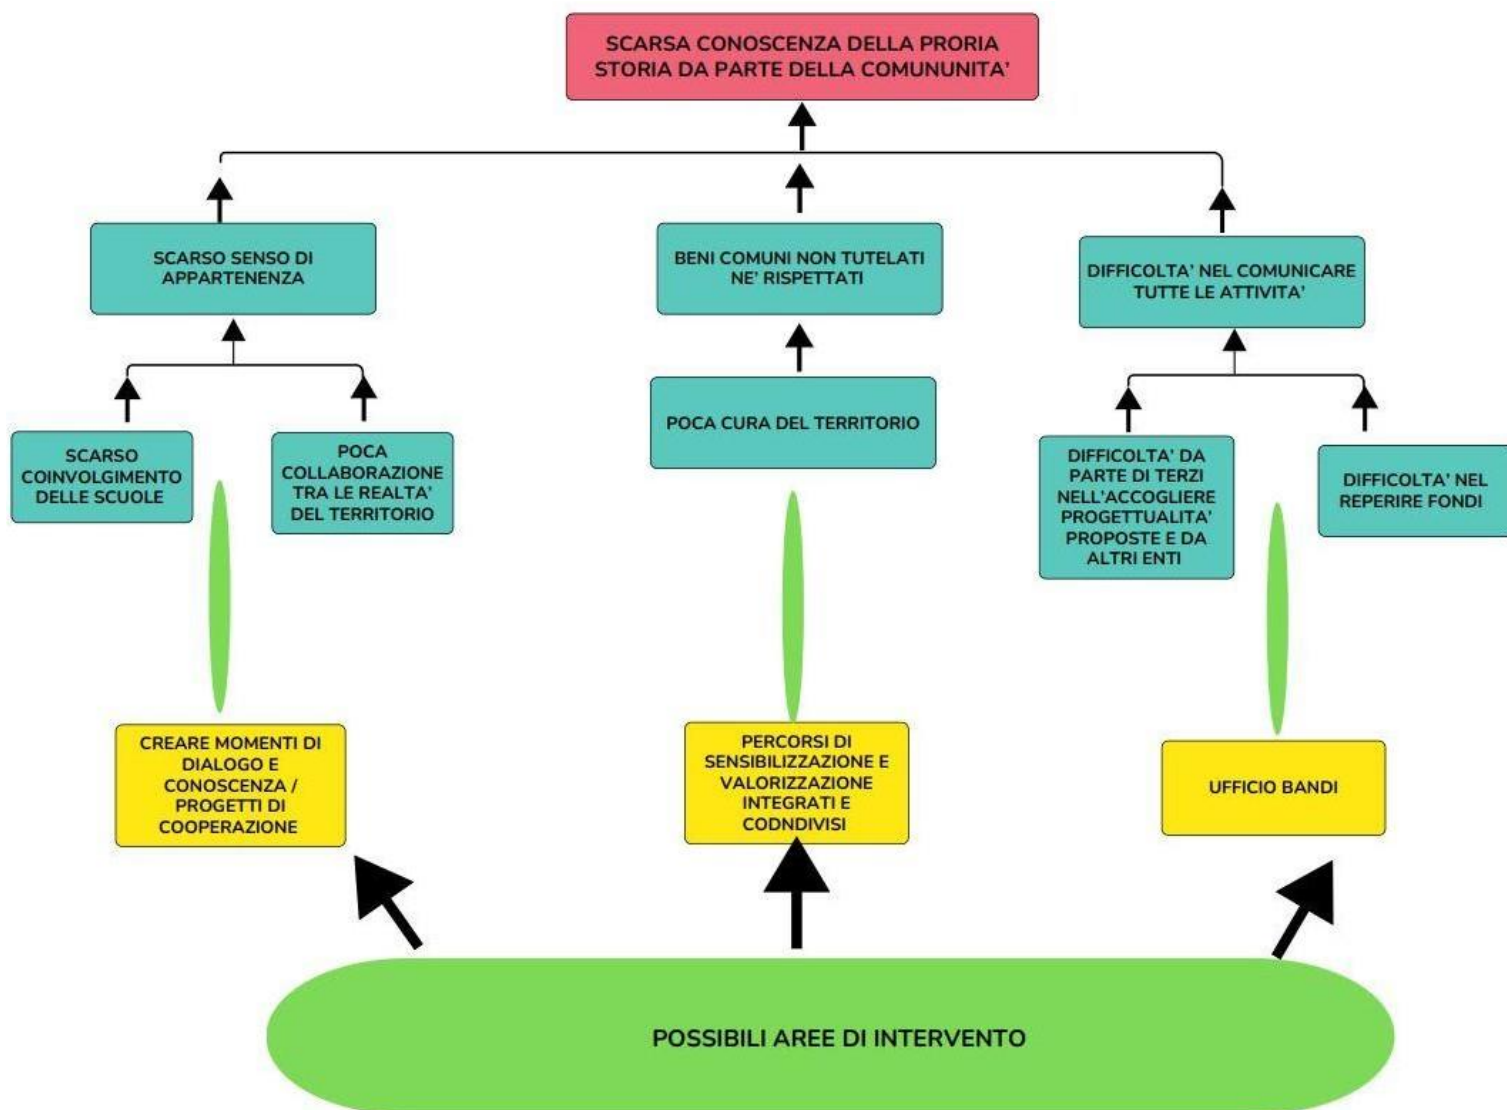 SCARSA CONOSCENZA DELLA PRORIA
STORIA DA PARTE DELLA COMUNUNITA'
SCARSO SENSO DI
APPARTENENZA
BENI COMUNI NON TUTELATI
NE' RISPETTATI
DIFFICOLTA' NEL COMUNICARE
TUTTE LE ATTIVITA'
SCARSO
COINVOLGIMENTO
DELLE SCUOLE
POCA
COLLABORAZIONE
TRA LE REALTA'
DEL TERRITORIO
POCA CURA DEL TERRITORIO
DIFFICOLTA' DA
PARTE DI TERZI
NELL'ACCOGLIERE
PROGETTUALITA'
PROPOSTE E DA
ALTRI ENTI
DIFFICOLTA' NEL
REPERIRE FONDI
CREARE MOMENTI DI
DIALOGO E
CONOSCENZA /
PROGETTI DI
COOPERAZIONE
PERCORSI DI
SENSIBILIZZAZIONE E
VALORIZZAZIONE
INTEGRATI E
CODNDIVISI
UFFICIO BANDI
POSSIBILI AREE DI INTERVENTO